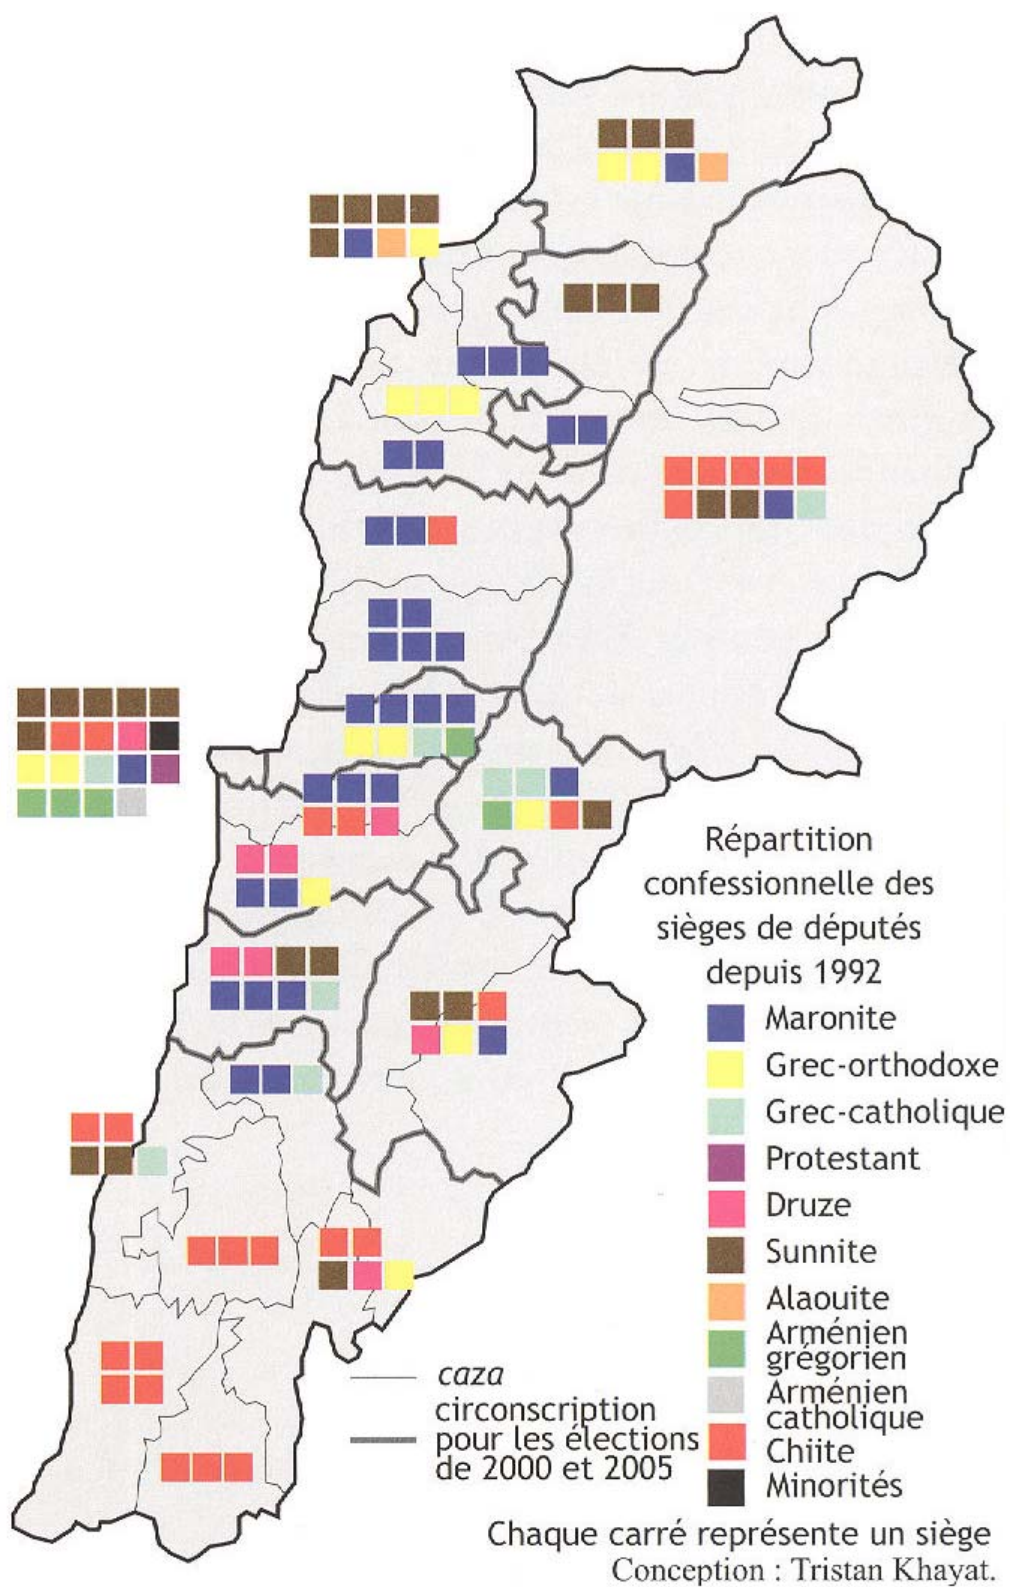 Répartition
confessionnelle des
sièges de députés
depuis 1992
Maronite
Grec-orthodoxe
Grec-catholique
Protestant
Druze
Sunnite
Alaouite
Arménien
grégorien
Arménien
catholique
Chiite
Minorités
caza
circonscription
pour les élections
de 2000 et 2005
Chaque carré représente un siège
Conception : Tristan Khayat.